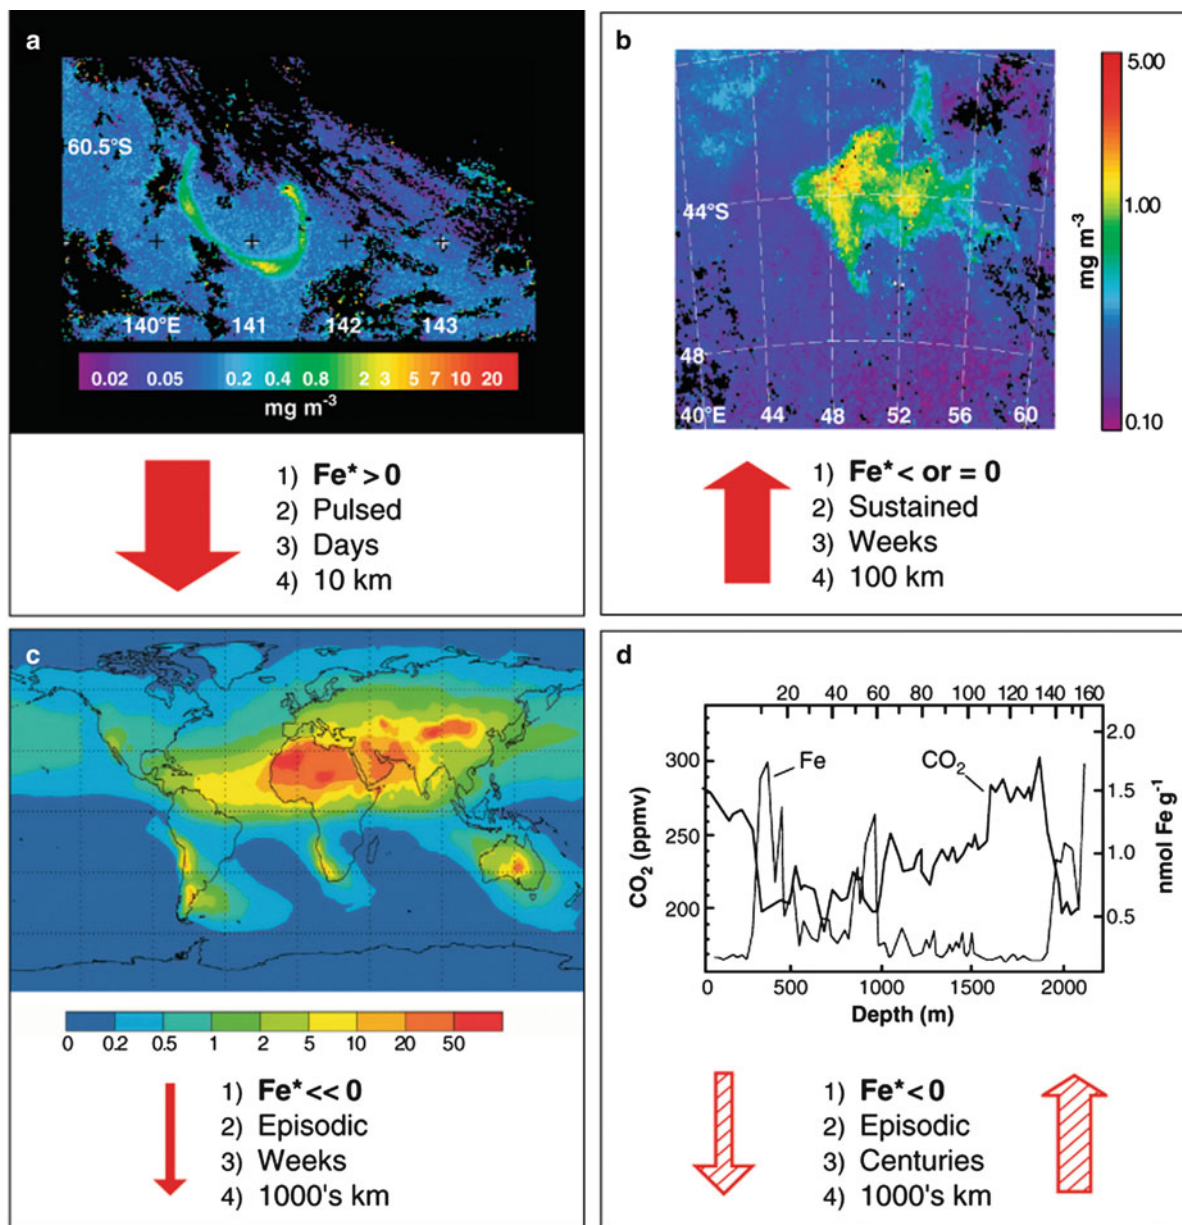 a
60.5°S
140°E 141 142 143
0.02 0.05 0.2 0.4 0.8 2 3 5 7 10 20
mg m-3
1) Fe* > 0
2) Pulsed
3) Days
4) 10 km
b
44°S
48
40°E 44 48 52 56 60
5.00
1.00
0.10
mg m-3
1) Fe* < or = 0
2) Sustained
3) Weeks
4) 100 km
c
0 0.2 0.5 1 2 5 10 20 50
1) Fe* << 0
2) Episodic
3) Weeks
4) 1000's km
d
20 40 50 60 80 100 120 140 160
300
250
200
CO2 (ppmv)
Fe
CO2
2.0
1.5
1.0
0.5
nmol Fe g-1
0 500 1000 1500 2000
Depth (m)
1) Fe* < 0
2) Episodic
3) Centuries
4) 1000's km